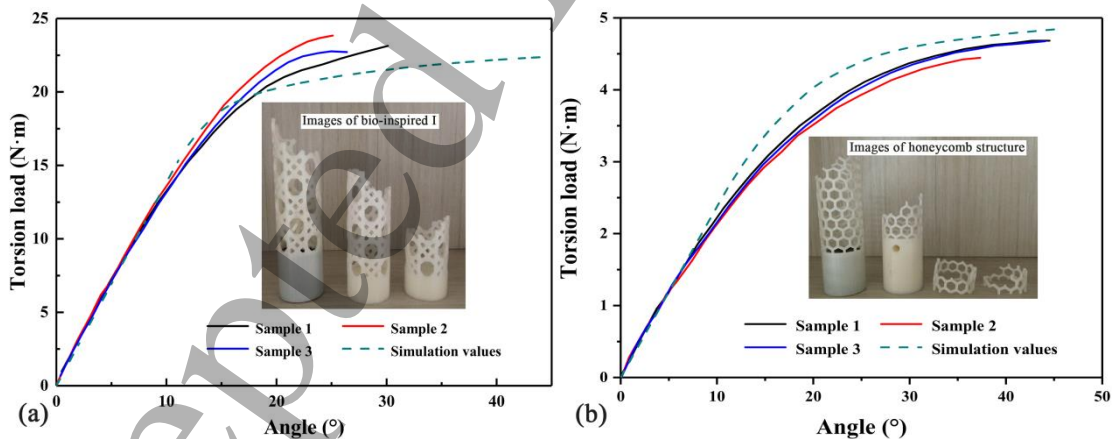 25
20
15
10
5
0
Torsion load (N·m)
Images of bio-inspired I
Sample 1
Sample 2
Sample 3
Simulation values
0
10
20
30
40
Angle (°)
(a)
5
4
3
2
1
0
Torsion load (N·m)
Images of honeycomb structure
Sample 1
Sample 2
Sample 3
Simulation values
0
10
20
30
40
50
Angle (°)
(b)
epted